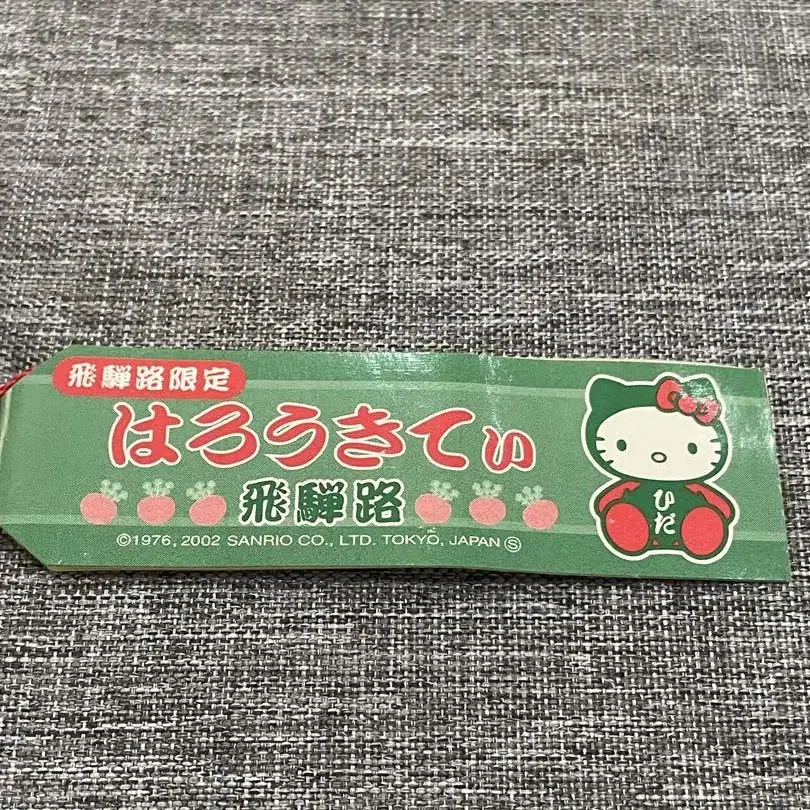 飛騨路限定
はろうきてぃ
飛騨路
ひだ
©1976, 2002 SANRIO CO., LTD. TOKYO, JAPAN Ⓢ